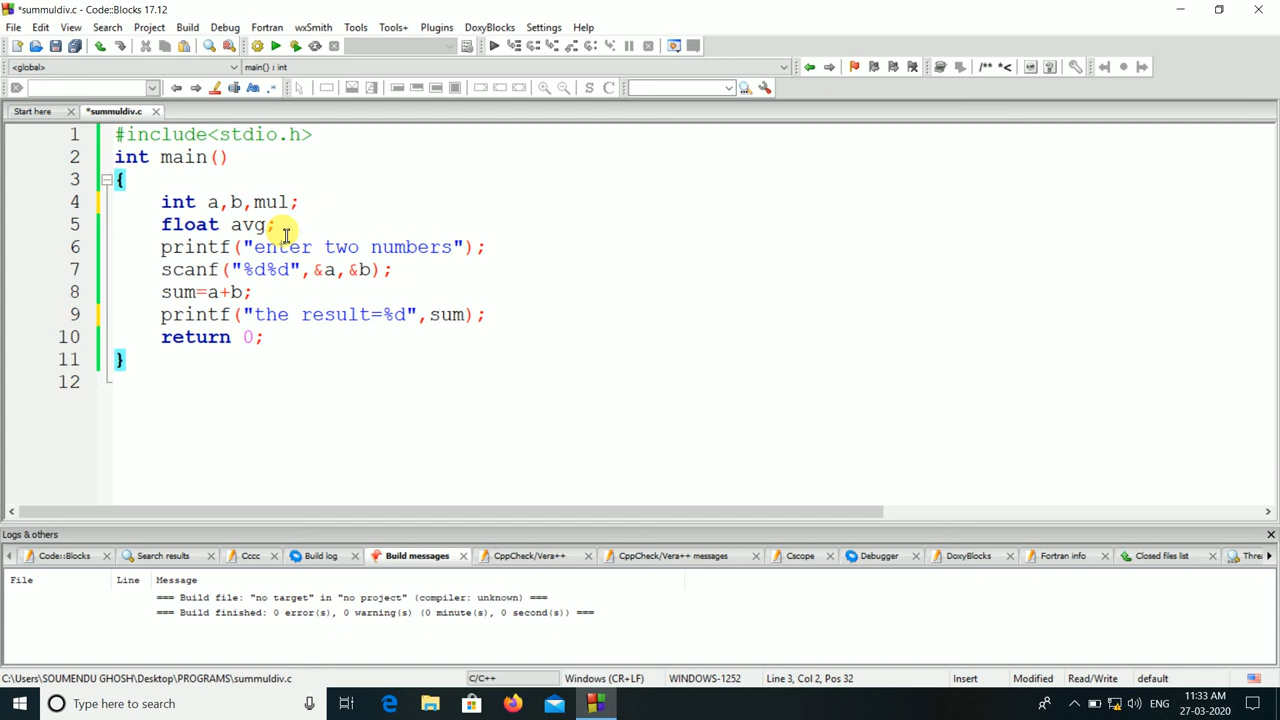 *summuldiv.c - Code::Blocks 17.12
File Edit View Search Project Build Debug Fortran wxSmith Tools Tools+ Plugins DoxyBlocks Settings Help
<global> main() : int
/** *<
S C
Start here *summuldiv.c
1 #include<stdio.h>
2 int main()
3 {
4 int a,b,mul;
5 float avg;
6 printf("enter two numbers");
7 scanf("%d%d",&a,&b);
8 sum=a+b;
9 printf("the result=%d",sum);
10 return 0;
11 }
12
Logs & others
Code::Blocks Search results Cccc Build log Build messages CppCheck/Vera++ CppCheck/Vera++ messages Cscope Debugger DoxyBlocks Fortran info Closed files list Thre
File Line Message
=== Build file: "no target" in "no project" (compiler: unknown) ===
=== Build finished: 0 error(s), 0 warning(s) (0 minute(s), 0 second(s)) ===
C:\Users\SOUMENDU GHOSH\Desktop\PROGRAMS\summuldiv.c C/C++ Windows (CR+LF) WINDOWS-1252 Line 3, Col 2, Pos 32 Insert Modified Read/Write default
Type here to search ENG 11:33 AM
27-03-2020